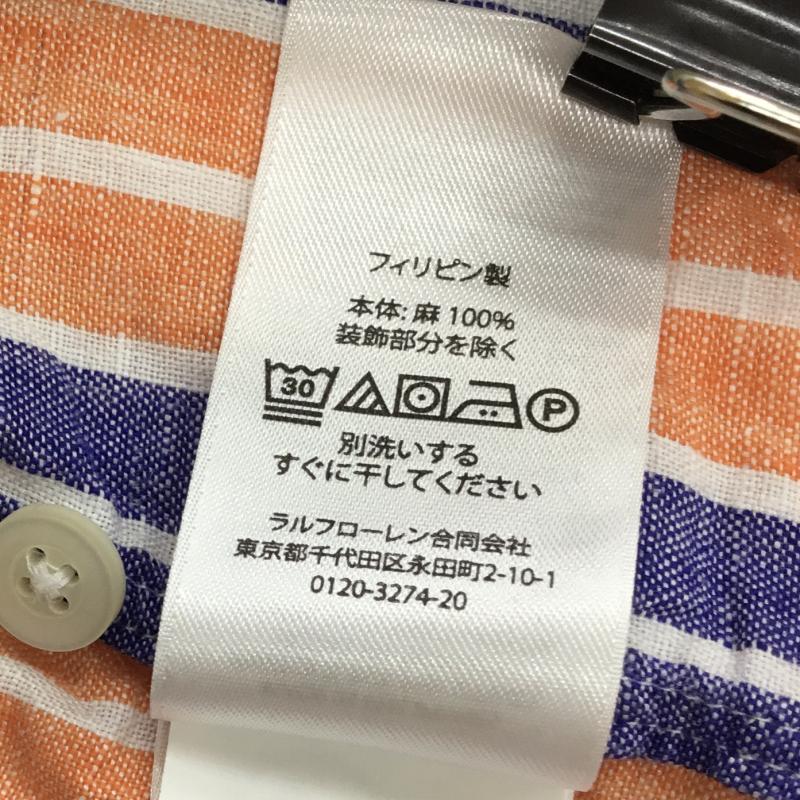 フィリピン製
本体: 麻 100%
装飾部分を除く
30 P
別洗いする
すぐに干してください
ラルフローレン合同会社
東京都千代田区永田町2-10-1
0120-3274-20